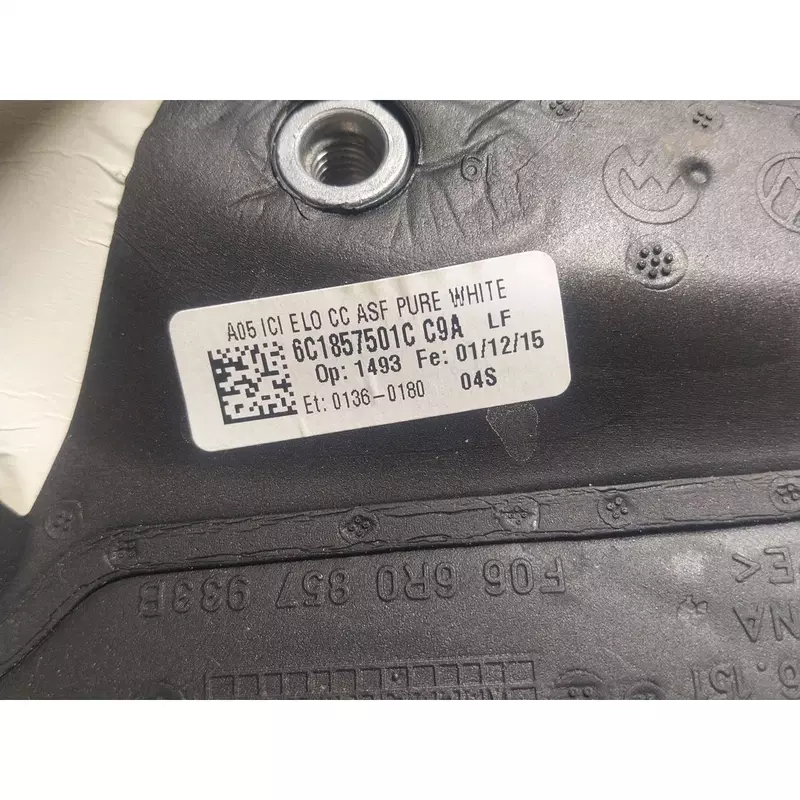 A05 ICI ELO CC ASF PURE WHITE
6C1857501C C9A LF
Op: 1493 Fe: 01/12/15
Et: 0136-0180 04S
F06 6R0 857 933B